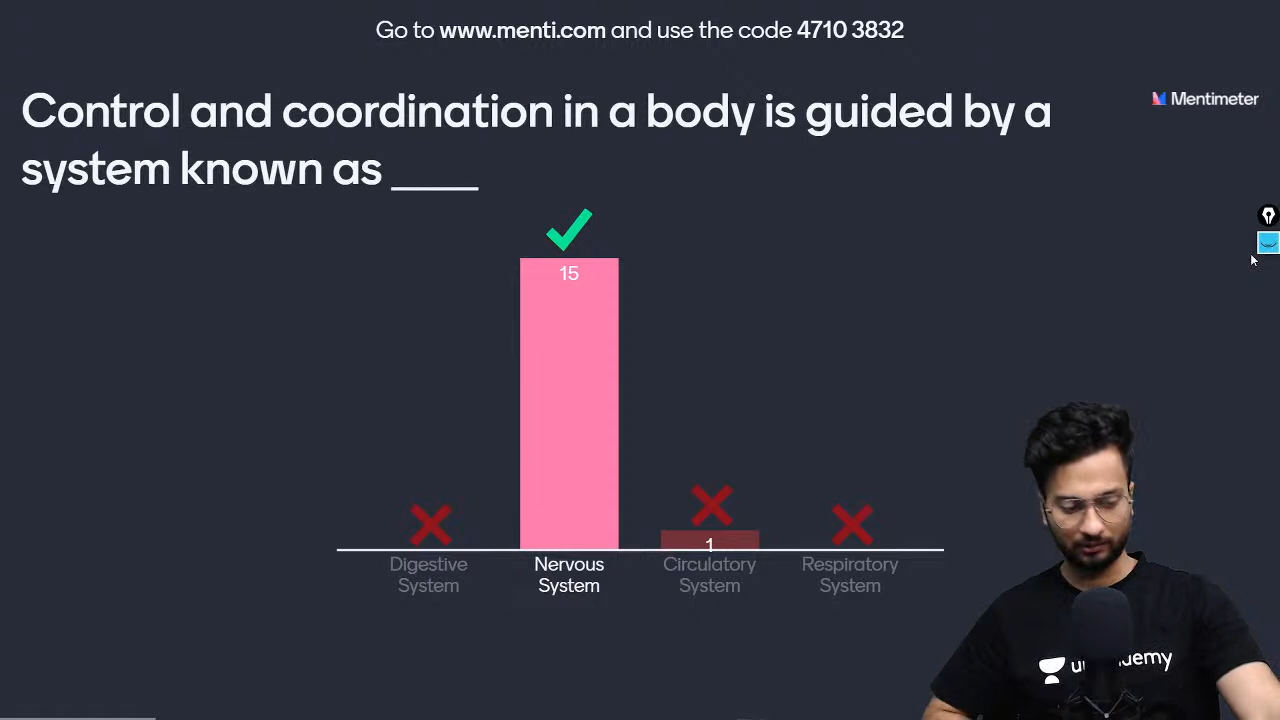 Go to www.menti.com and use the code 4710 3832
Mentimeter
Control and coordination in a body is guided by a
system known as ____
15
1
Digestive
System
Nervous
System
Circulatory
System
Respiratory
System